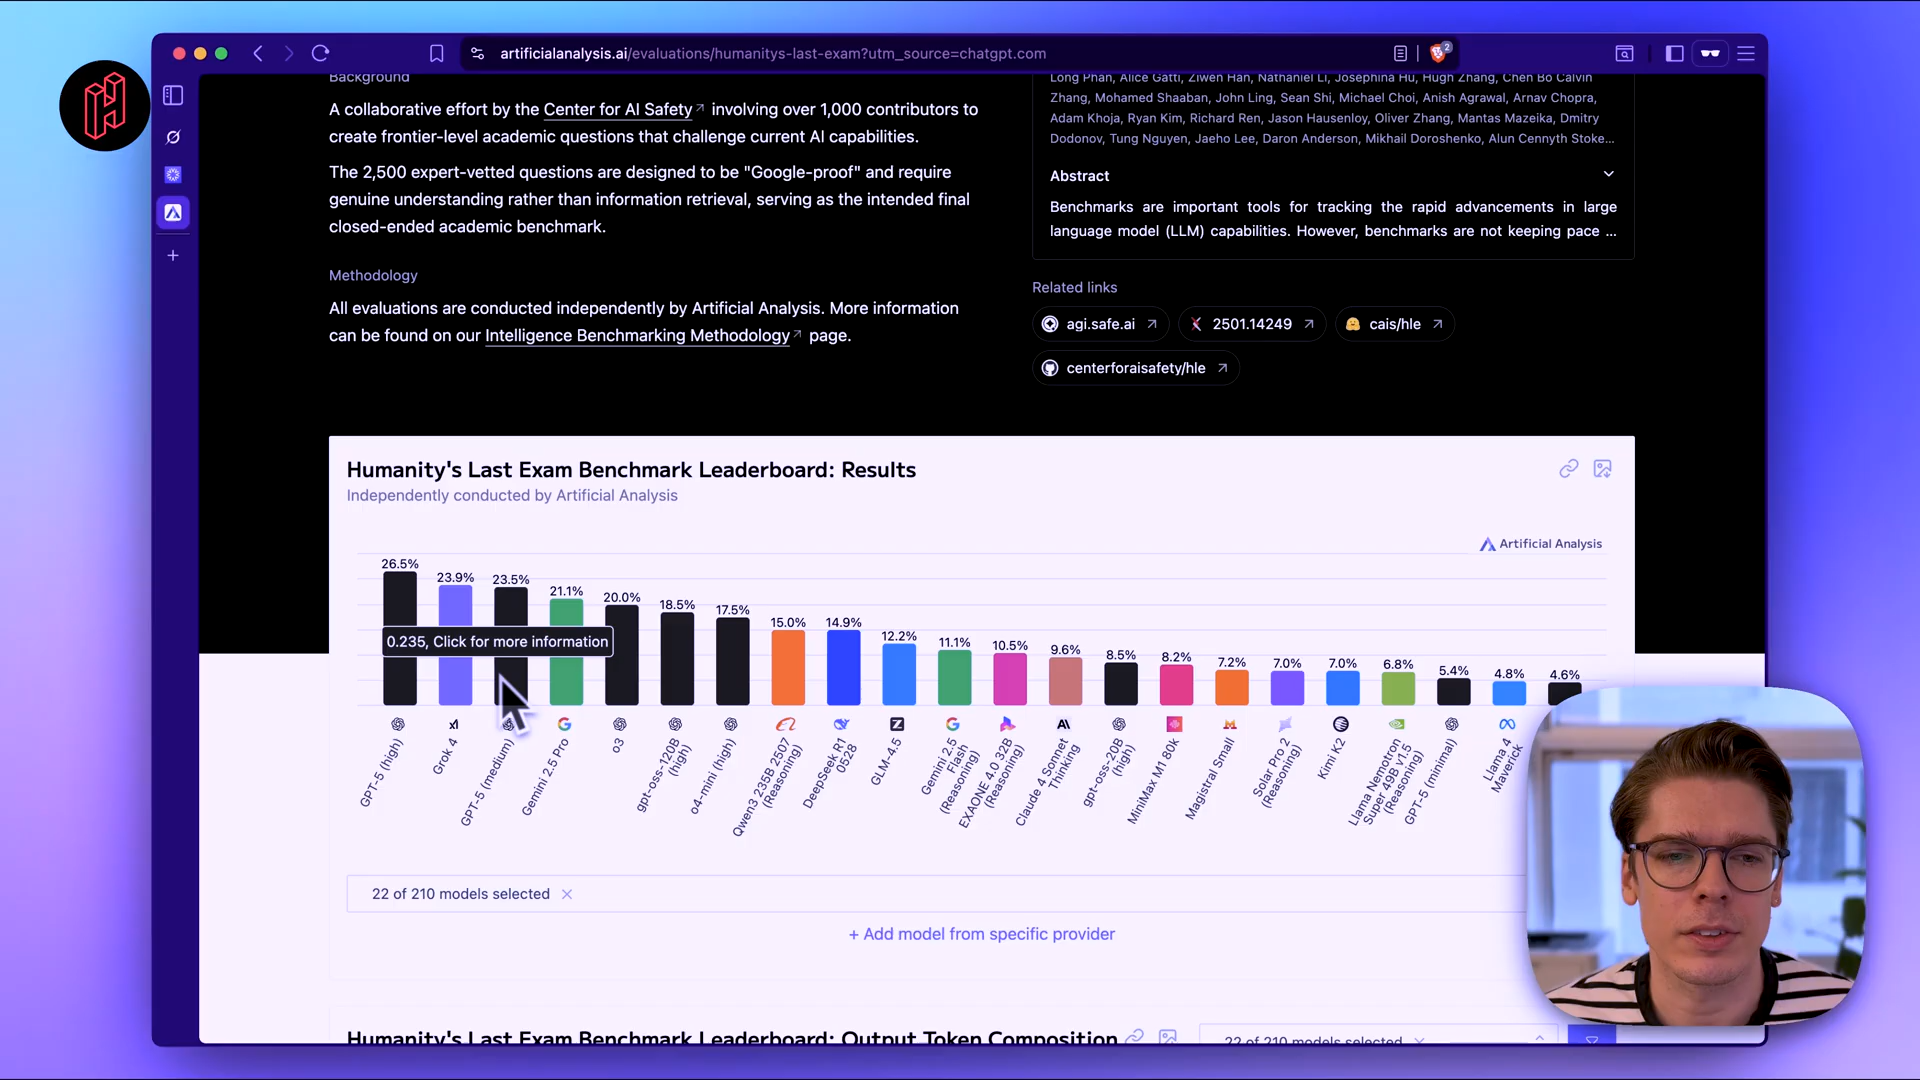 artificialanalysis.ai/evaluations/humanitys-last-exam?utm_source=chatgpt.com
2
Background
A collaborative effort by the Center for AI Safety involving over 1,000 contributors to
create frontier-level academic questions that challenge current AI capabilities.
The 2,500 expert-vetted questions are designed to be "Google-proof" and require
genuine understanding rather than information retrieval, serving as the intended final
closed-ended academic benchmark.
Methodology
All evaluations are conducted independently by Artificial Analysis. More information
can be found on our Intelligence Benchmarking Methodology page.
Long Phan, Alice Gatti, Ziwen Han, Nathaniel Li, Josephina Hu, Hugh Zhang, Chen Bo Calvin
Zhang, Mohamed Shaaban, John Ling, Sean Shi, Michael Choi, Anish Agrawal, Arnav Chopra,
Adam Khoja, Ryan Kim, Richard Ren, Jason Hausenloy, Oliver Zhang, Mantas Mazeika, Dmitry
Dodonov, Tung Nguyen, Jaeho Lee, Daron Anderson, Mikhail Doroshenko, Alun Cennyth Stoke...
Abstract
Benchmarks are important tools for tracking the rapid advancements in large
language model (LLM) capabilities. However, benchmarks are not keeping pace ...
Related links
agi.safe.ai
2501.14249
cais/hle
centerforaisafety/hle
Humanity's Last Exam Benchmark Leaderboard: Results
Independently conducted by Artificial Analysis
Artificial Analysis
26.5%
23.9%
23.5%
21.1%
20.0%
18.5%
17.5%
15.0%
14.9%
12.2%
11.1%
10.5%
9.6%
8.5%
8.2%
7.2%
7.0%
7.0%
6.8%
5.4%
4.8%
4.6%
0.235, Click for more information
GPT-5 (high)
Grok 4
GPT-5 (medium)
Gemini 2.5 Pro
o3
gpt-oss-120B
(high)
o4-mini (high)
Qwen3 235B 2507
(Reasoning)
DeepSeek R1
0528
GLM-4.5
Gemini 2.5
Flash
(Reasoning)
EXAONE 4.0 32B
(Reasoning)
Claude 4 Sonnet
Thinking
gpt-oss-20B
(high)
MiniMax M1 80k
Magistral Small
Solar Pro 2
(Reasoning)
Kimi K2
Llama Nemotron
Super 49B v1.5
(Reasoning)
GPT-5 (minimal)
Llama 4
Maverick
22 of 210 models selected
+ Add model from specific provider
Humanity's Last Exam Benchmark Leaderboard: Output Token Composition
22 of 210 models selected